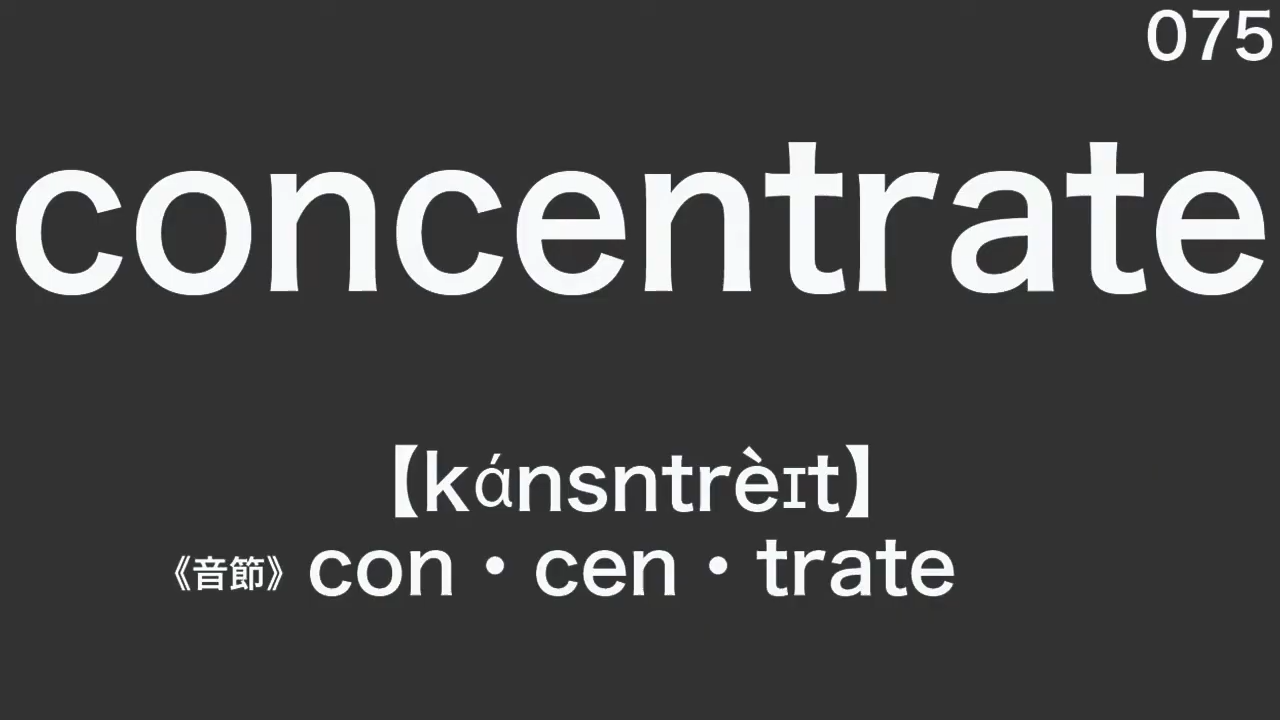 075
concentrate
【kάnsntrèɪt】
《音節》con・cen・trate